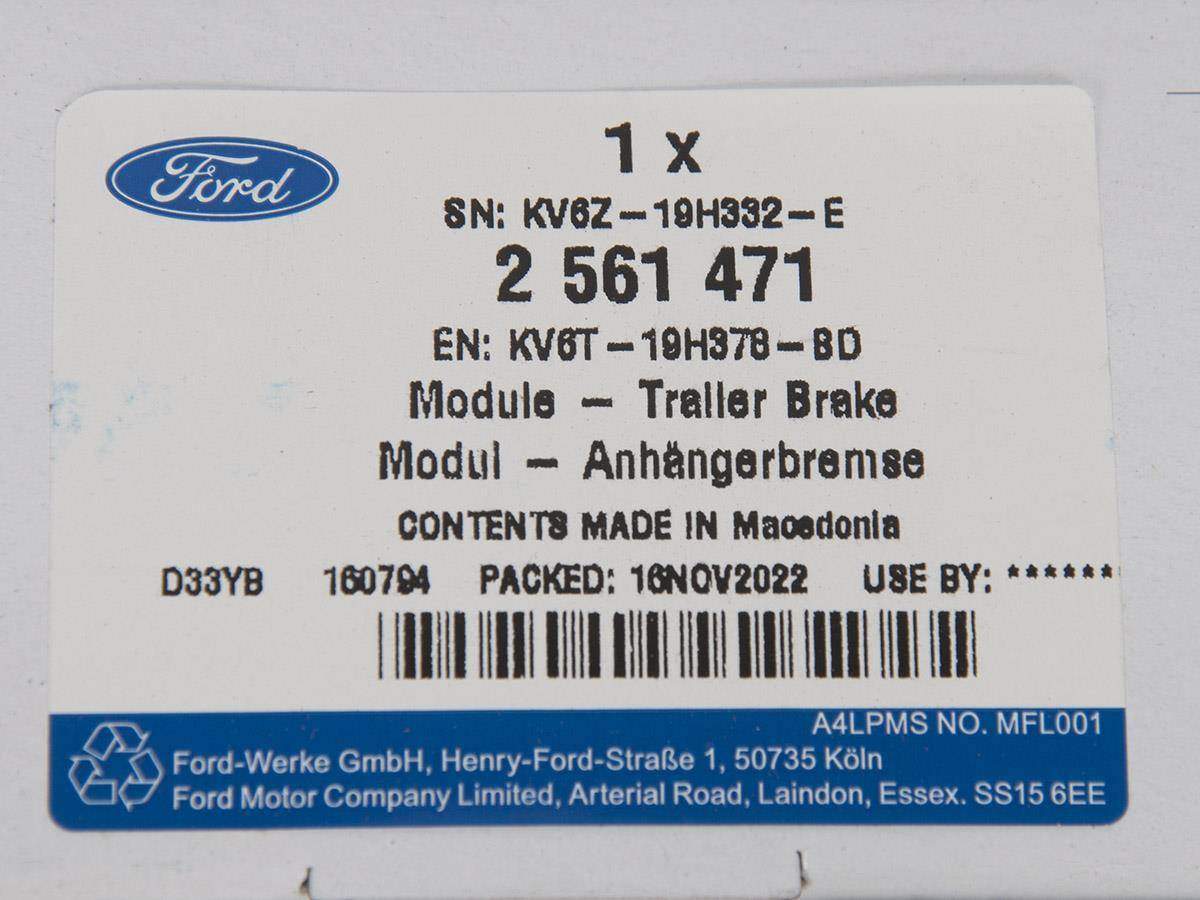 Ford
1 x
SN: KV6Z-19H332-E
2 561 471
EN: KV6T-19H378-BD
Module - Trailer Brake
Modul - Anhängerbremse
CONTENTS MADE IN Macedonia
D33YB 160794 PACKED: 16NOV2022 USE BY: ******
A4LPMS NO. MFL001
Ford-Werke GmbH, Henry-Ford-Straße 1, 50735 Köln
Ford Motor Company Limited, Arterial Road, Laindon, Essex. SS15 6EE